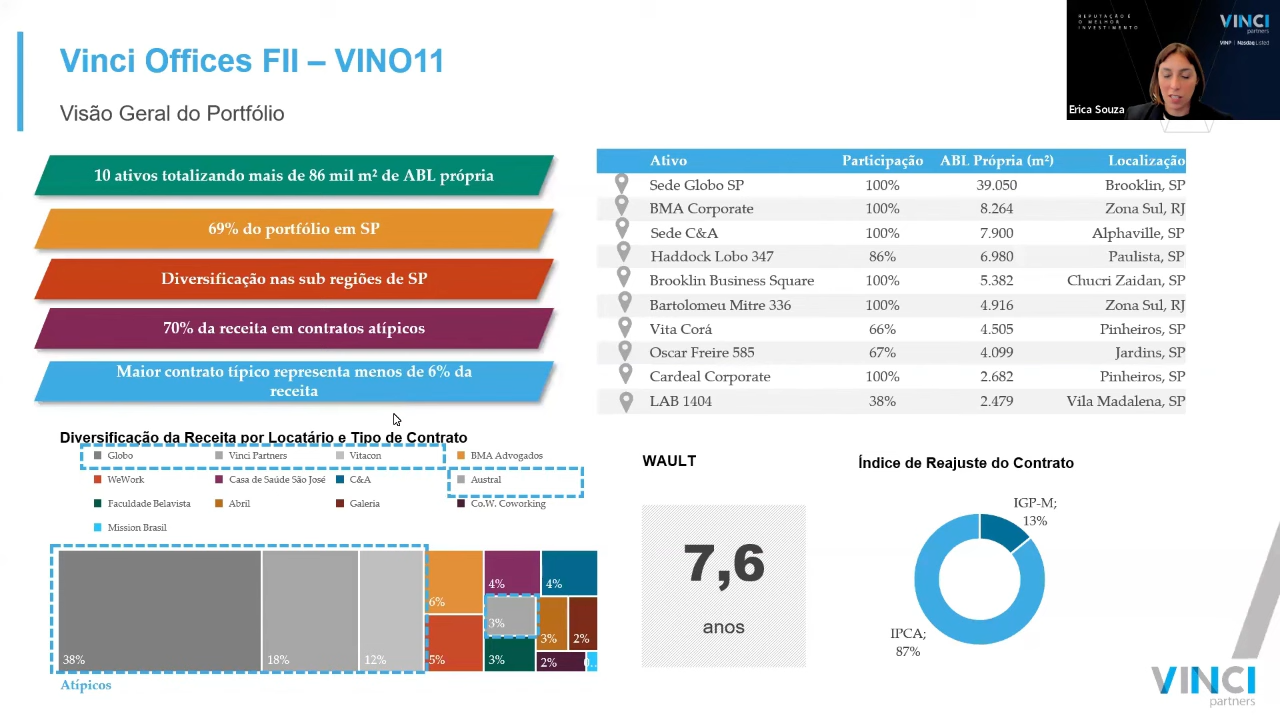 Vinci Offices FII – VINO11
Visão Geral do Portfólio
REPUTAÇÃO É
O MELHOR
INVESTIMENTO
VINCI
partners
VINP | Nasdaq Listed
Erica Souza
10 ativos totalizando mais de 86 mil m² de ABL própria
69% do portfólio em SP
Diversificação nas sub regiões de SP
70% da receita em contratos atípicos
Maior contrato típico representa menos de 6% da
receita
Ativo Participação ABL Própria (m²) Localização
Sede Globo SP 100% 39.050 Brooklin, SP
BMA Corporate 100% 8.264 Zona Sul, RJ
Sede C&A 100% 7.900 Alphaville, SP
Haddock Lobo 347 86% 6.980 Paulista, SP
Brooklin Business Square 100% 5.382 Chucri Zaidan, SP
Bartolomeu Mitre 336 100% 4.916 Zona Sul, RJ
Vita Corá 66% 4.505 Pinheiros, SP
Oscar Freire 585 67% 4.099 Jardins, SP
Cardeal Corporate 100% 2.682 Pinheiros, SP
LAB 1404 38% 2.479 Vila Madalena, SP
Diversificação da Receita por Locatário e Tipo de Contrato
Globo Vinci Partners Vitacon BMA Advogados
WeWork Casa de Saúde São José C&A Austral
Faculdade Belavista Abril Galeria Co.W. Coworking
Mission Brasil
38% 18% 12% 6% 5% 4% 4% 3% 3% 3% 2% 2% 0...
Atípicos
WAULT
7,6
anos
Índice de Reajuste do Contrato
IGP-M;
13%
IPCA;
87%
VINCI
partners